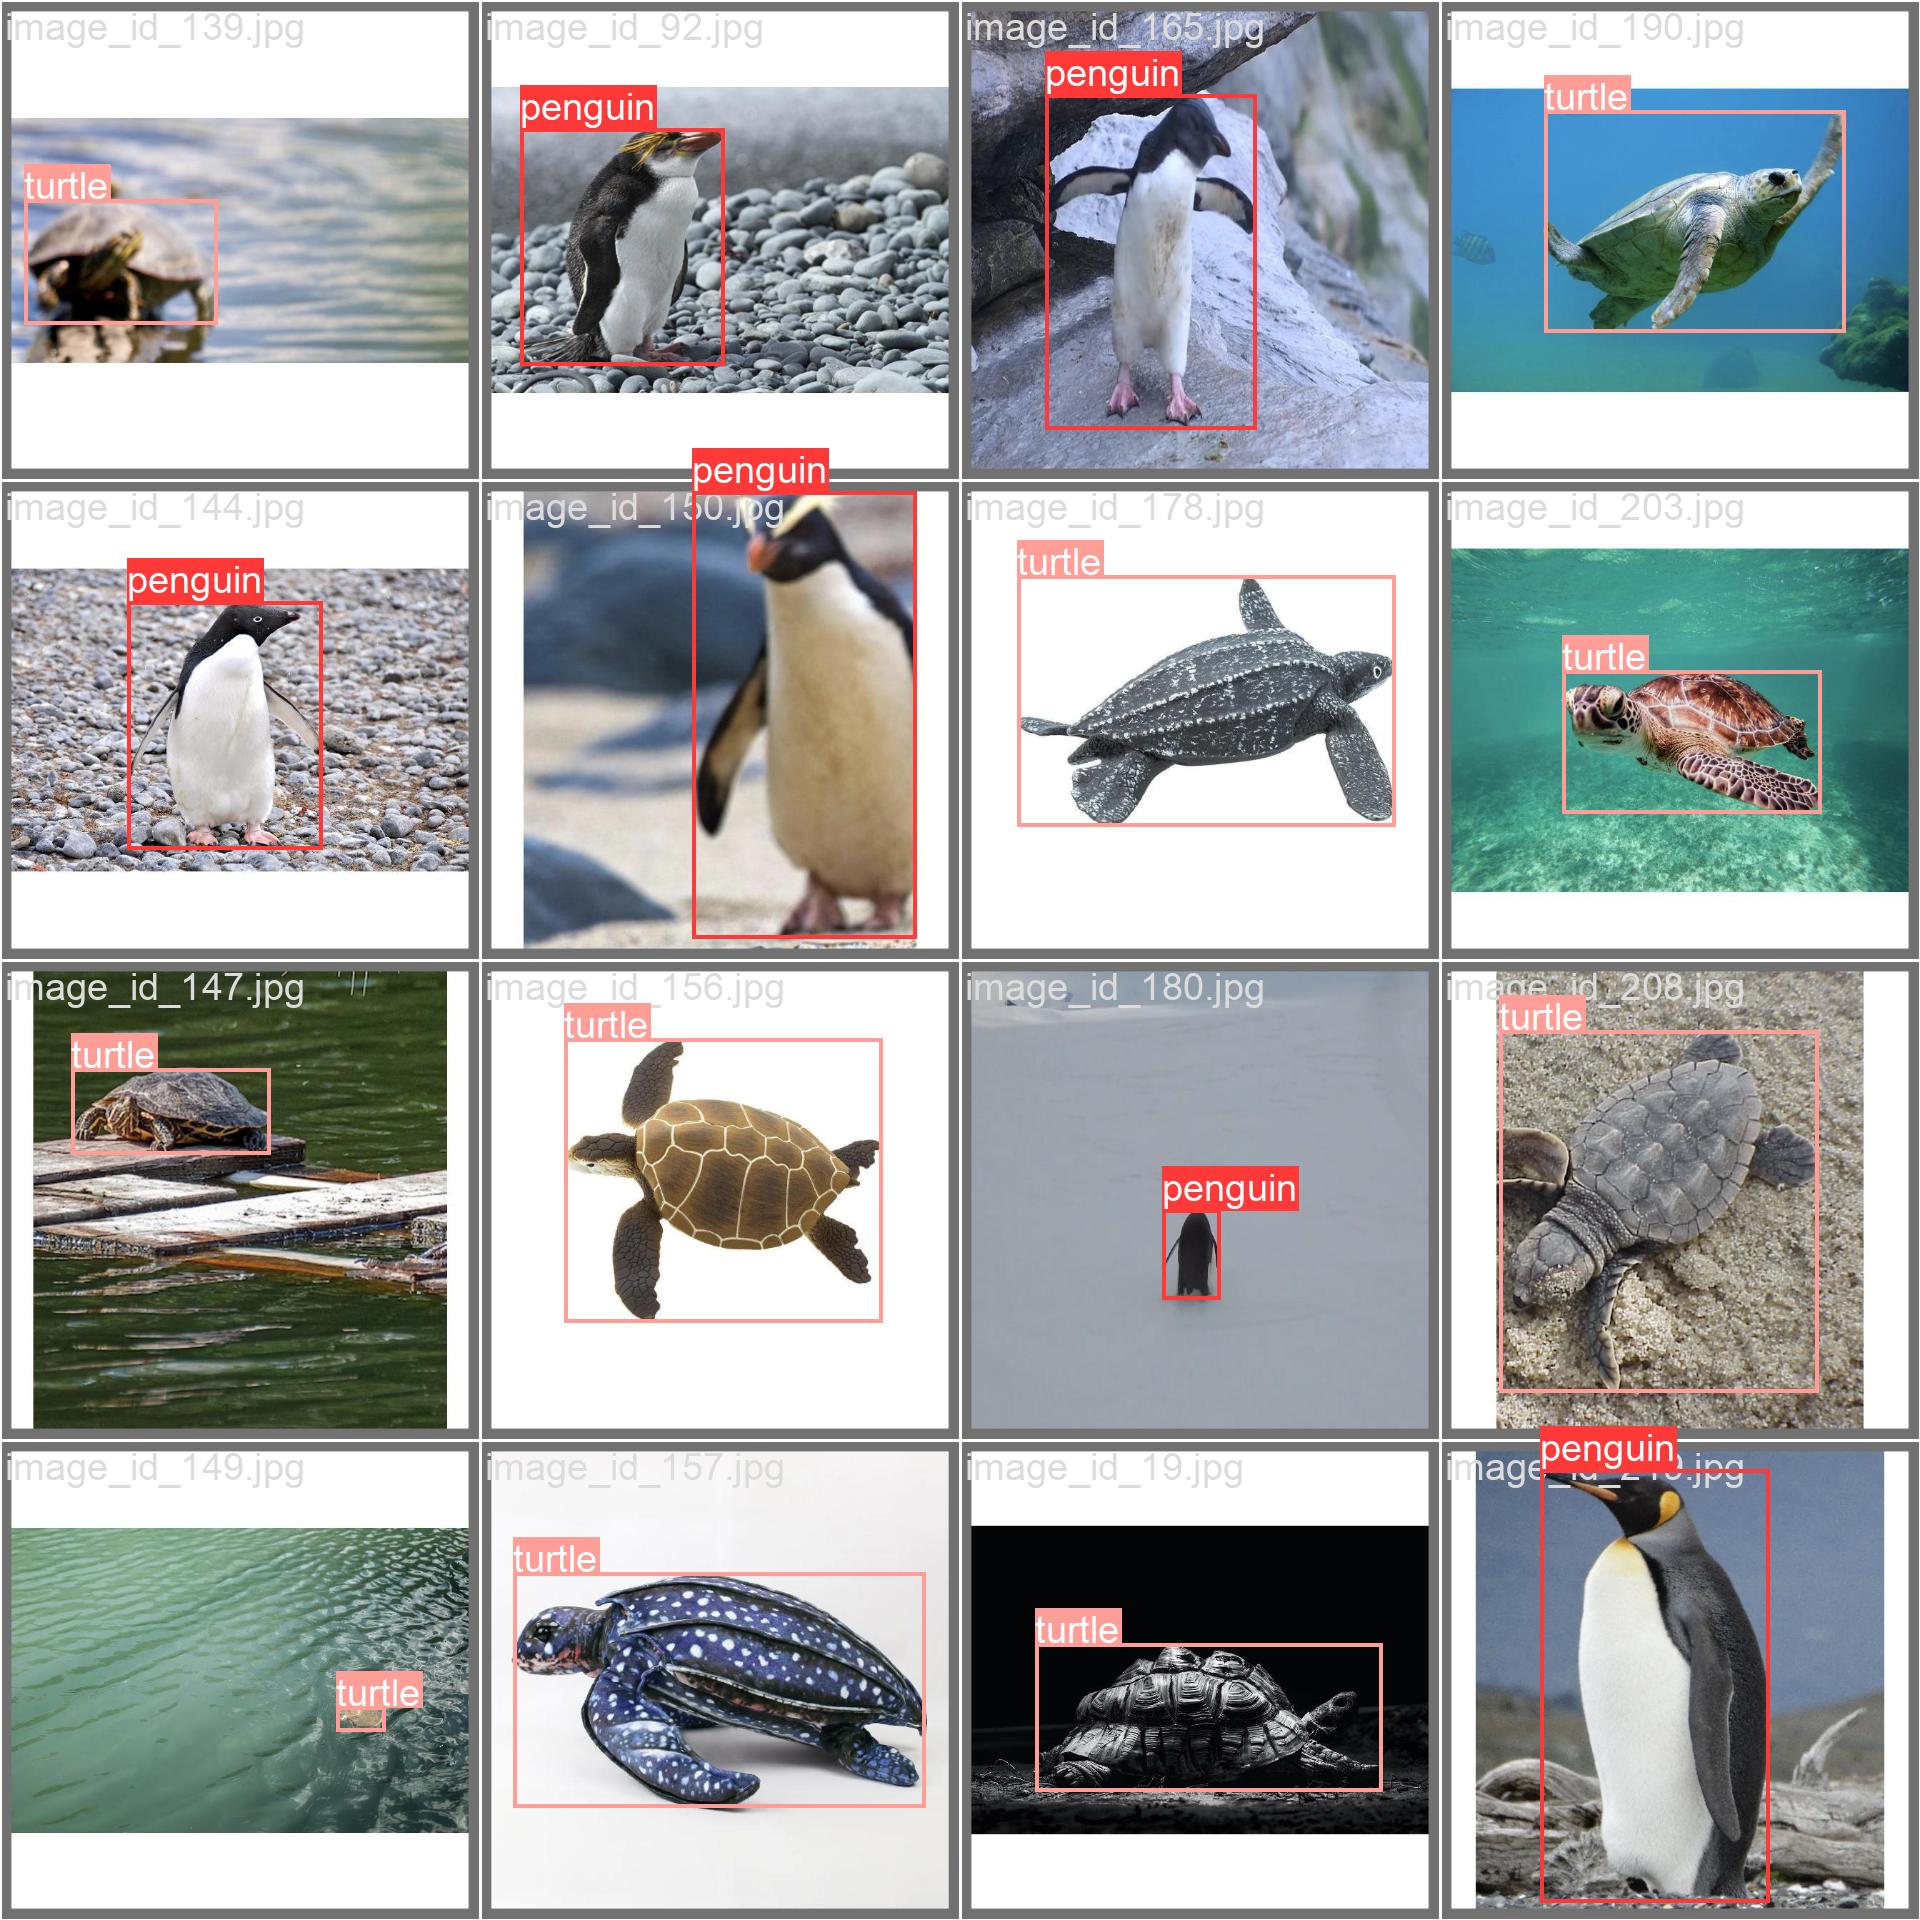 image_id_139.jpg
turtle
image_id_92.jpg
penguin
image_id_165.jpg
penguin
image_id_190.jpg
turtle
image_id_144.jpg
penguin
image_id_150.jpg
penguin
image_id_178.jpg
turtle
image_id_203.jpg
turtle
image_id_147.jpg
turtle
image_id_156.jpg
turtle
image_id_180.jpg
penguin
image_id_208.jpg
turtle
image_id_149.jpg
turtle
image_id_157.jpg
turtle
image_id_19.jpg
turtle
penguin